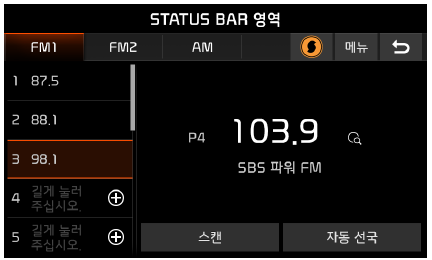 STATUS BAR 영역
FM1 FM2 AM 메뉴
1 87.5
2 88.1
3 98.1
4 길게 눌러
주십시오.
5 길게 눌러
주십시오.
P4 103.9
SBS 파워 FM
스캔 자동 선국